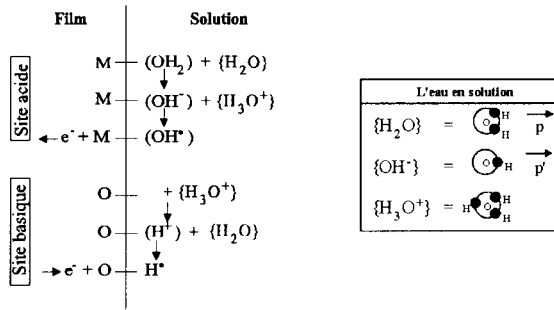 Film Solution
Site acide
M (OH₂) + {H₂O}
M (OH⁻) + {H₃O⁺}
e⁻ + M (OH•)
Site basique
O + {H₃O⁺}
O (H⁺) + {H₂O}
e⁻ + O H•
L'eau en solution
{H₂O} = O H H p
{OH⁻} = O H p'
{H₃O⁺} = H O H H